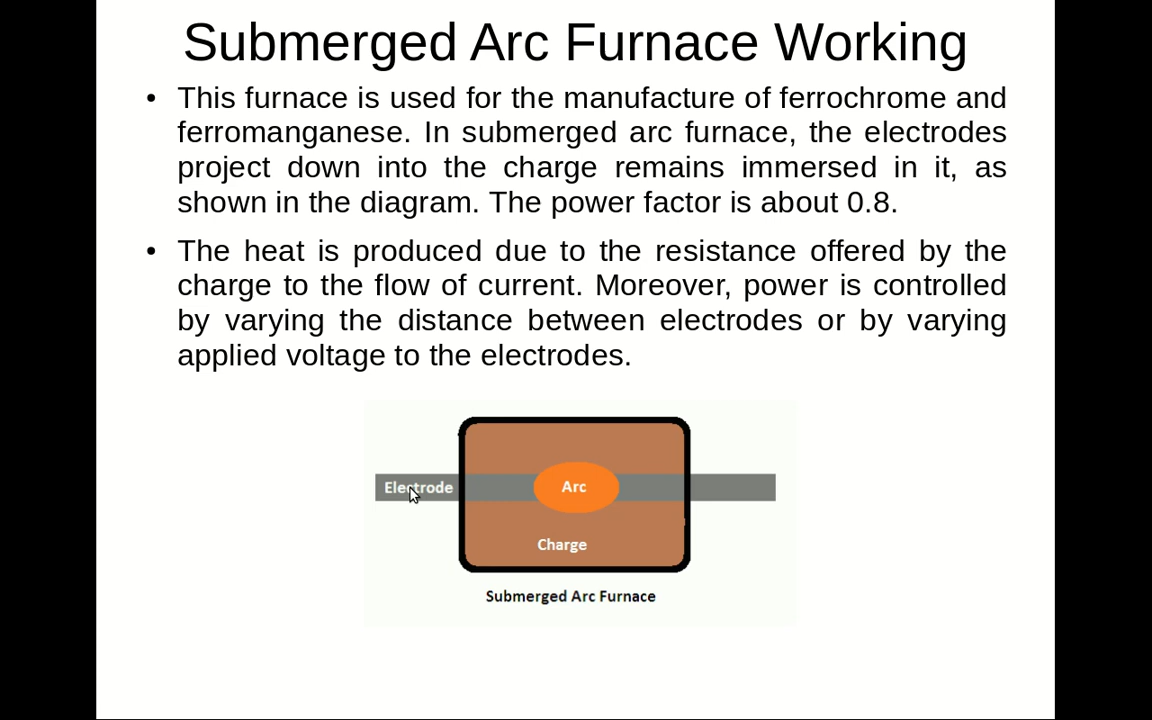 Submerged Arc Furnace Working
• This furnace is used for the manufacture of ferrochrome and
ferromanganese. In submerged arc furnace, the electrodes
project down into the charge remains immersed in it, as
shown in the diagram. The power factor is about 0.8.
• The heat is produced due to the resistance offered by the
charge to the flow of current. Moreover, power is controlled
by varying the distance between electrodes or by varying
applied voltage to the electrodes.
Electrode
Arc
Charge
Submerged Arc Furnace